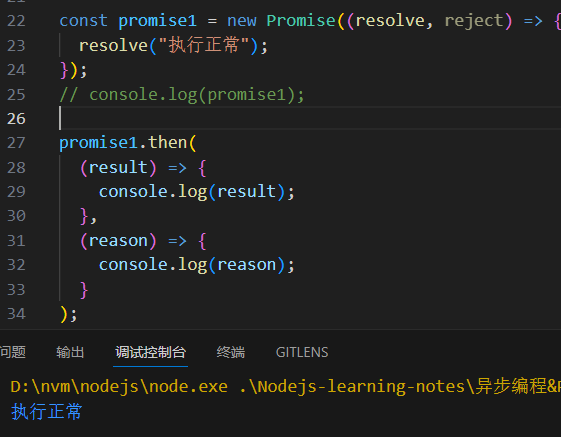 22 const promise1 = new Promise((resolve, reject) => {
23 resolve("执行正常");
24 });
25 // console.log(promise1);
26
27 promise1.then(
28 (result) => {
29 console.log(result);
30 },
31 (reason) => {
32 console.log(reason);
33 }
34 );
问题 输出 调试控制台 终端 GITLENS
D:\nvm\nodejs\node.exe .\Nodejs-learning-notes\异步编程&
执行正常